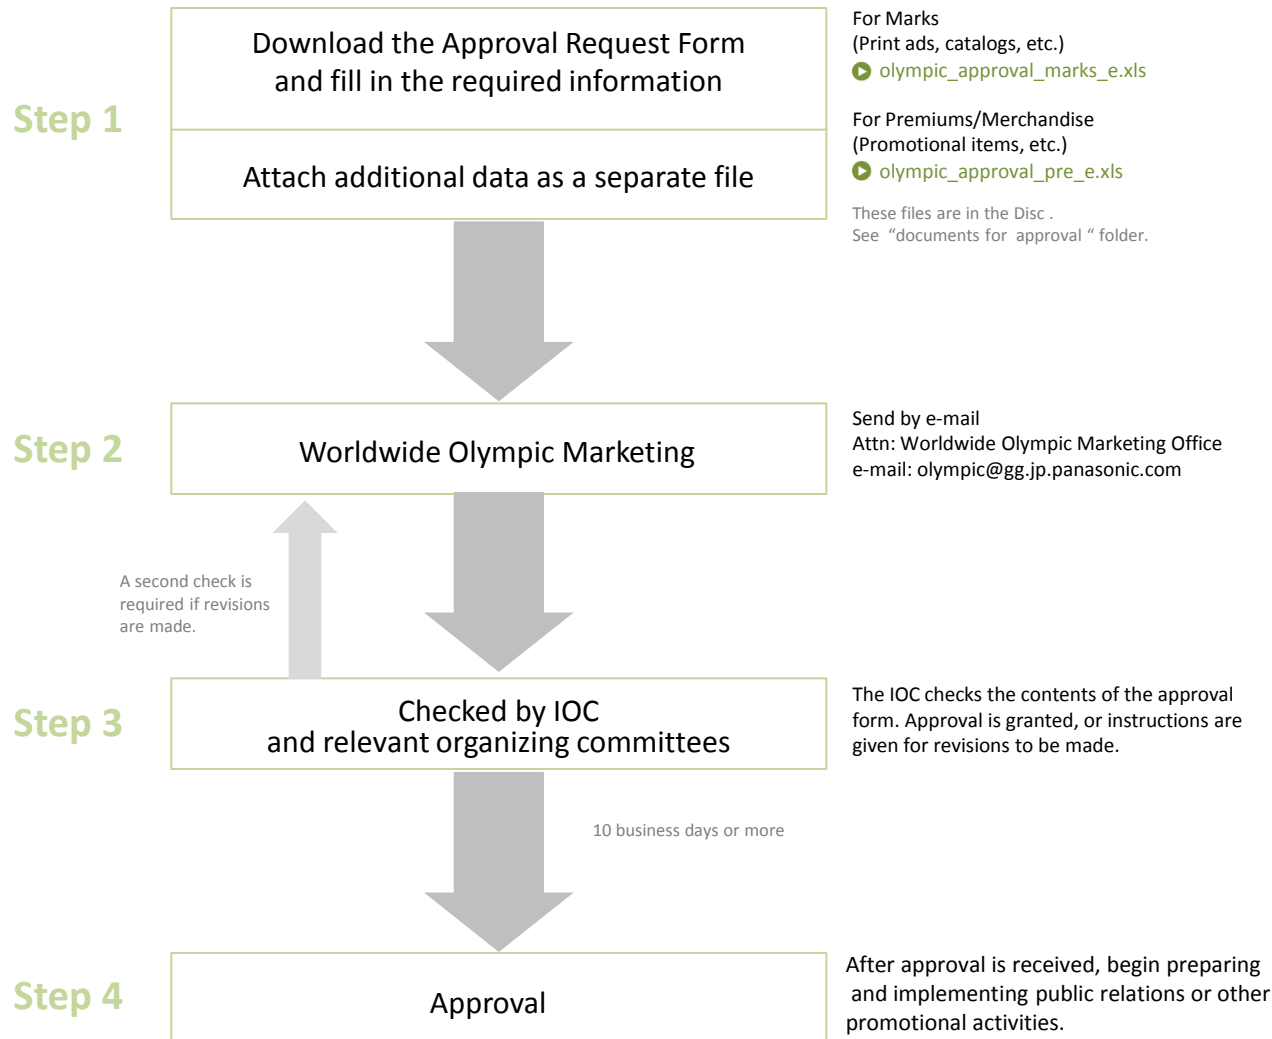 Step 1
Download the Approval Request Form
and fill in the required information
Attach additional data as a separate file
For Marks
(Print ads, catalogs, etc.)
olympic_approval_marks_e.xls
For Premiums/Merchandise
(Promotional items, etc.)
olympic_approval_pre_e.xls
These files are in the Disc .
See “documents for approval “ folder.
Step 2
Worldwide Olympic Marketing
Send by e-mail
Attn: Worldwide Olympic Marketing Office
e-mail: olympic@gg.jp.panasonic.com
A second check is
required if revisions
are made.
Step 3
Checked by IOC
and relevant organizing committees
The IOC checks the contents of the approval
form. Approval is granted, or instructions are
given for revisions to be made.
10 business days or more
Step 4
Approval
After approval is received, begin preparing
and implementing public relations or other
promotional activities.